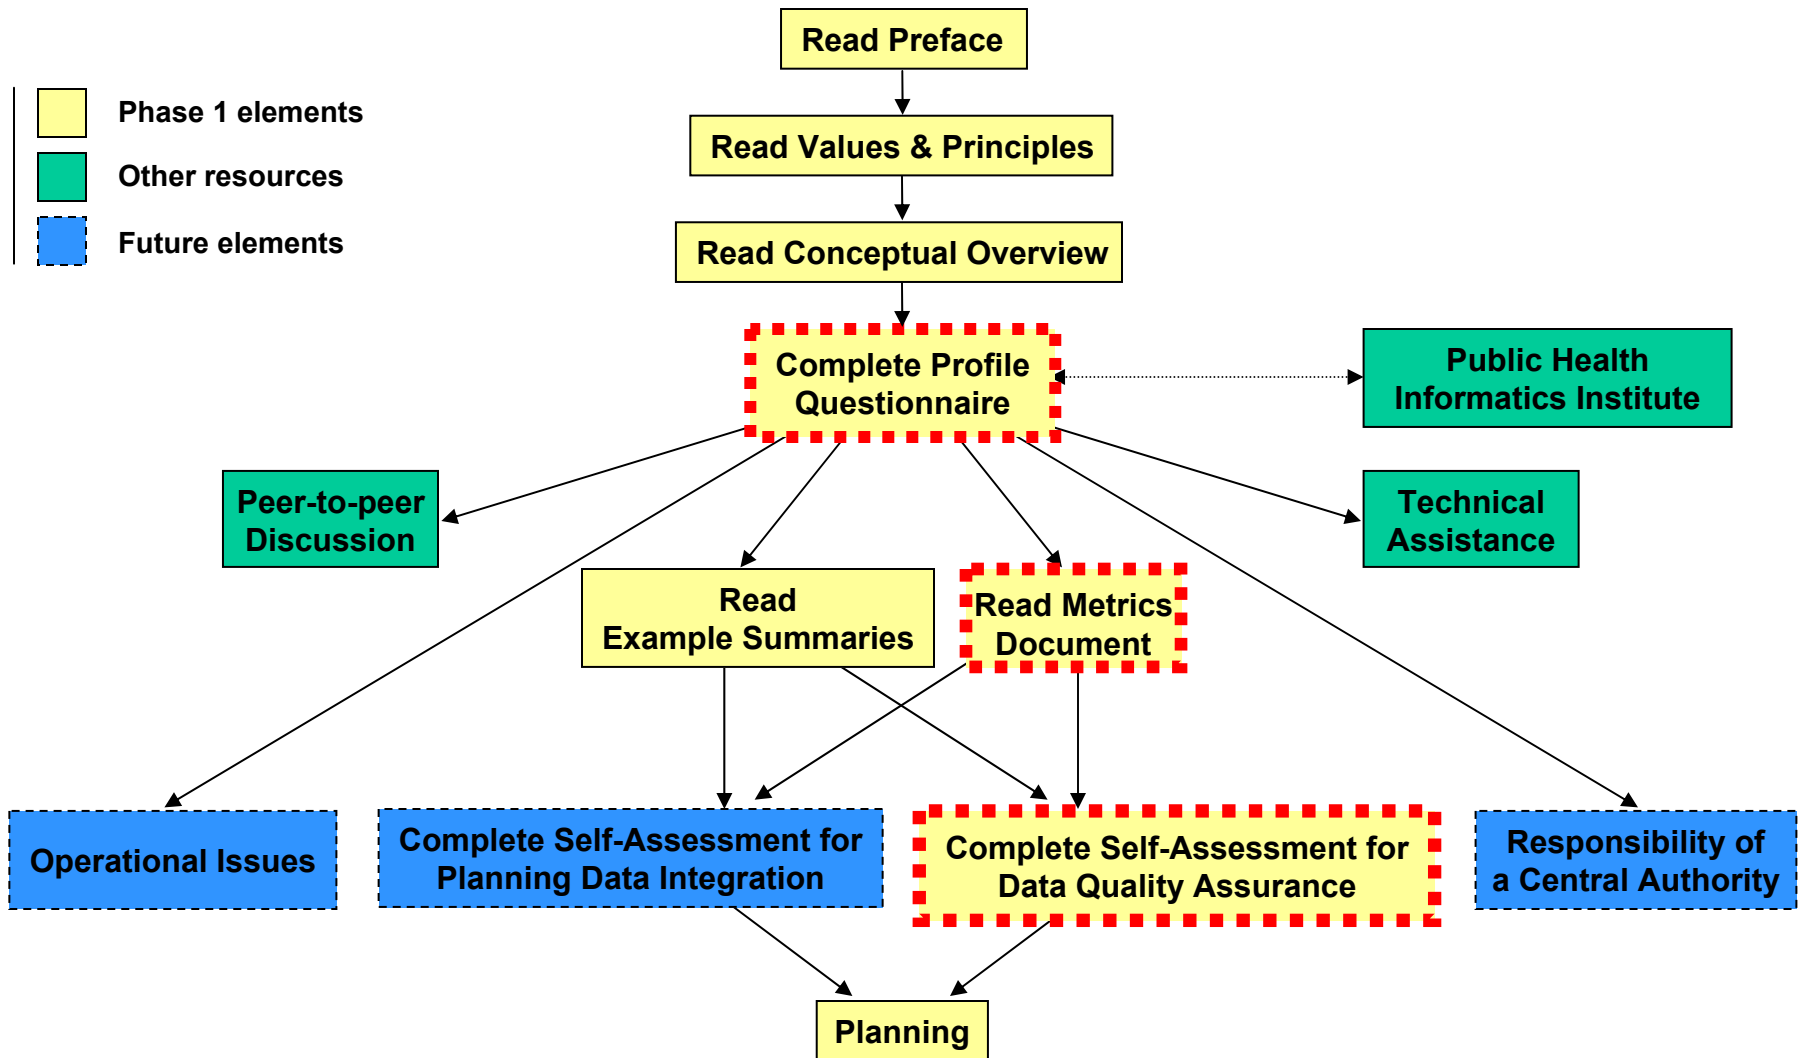 Read Preface
Phase 1 elements
Read Values & Principles
Other resources
Future elements
Read Conceptual Overview
Complete Profile
Questionnaire
Public Health
Informatics Institute
Peer-to-peer
Discussion
Technical
Assistance
Read
Example Summaries
Read Metrics
Document
Operational Issues
Complete Self-Assessment for
Planning Data Integration
Complete Self-Assessment for
Data Quality Assurance
Responsibility of
a Central Authority
Planning